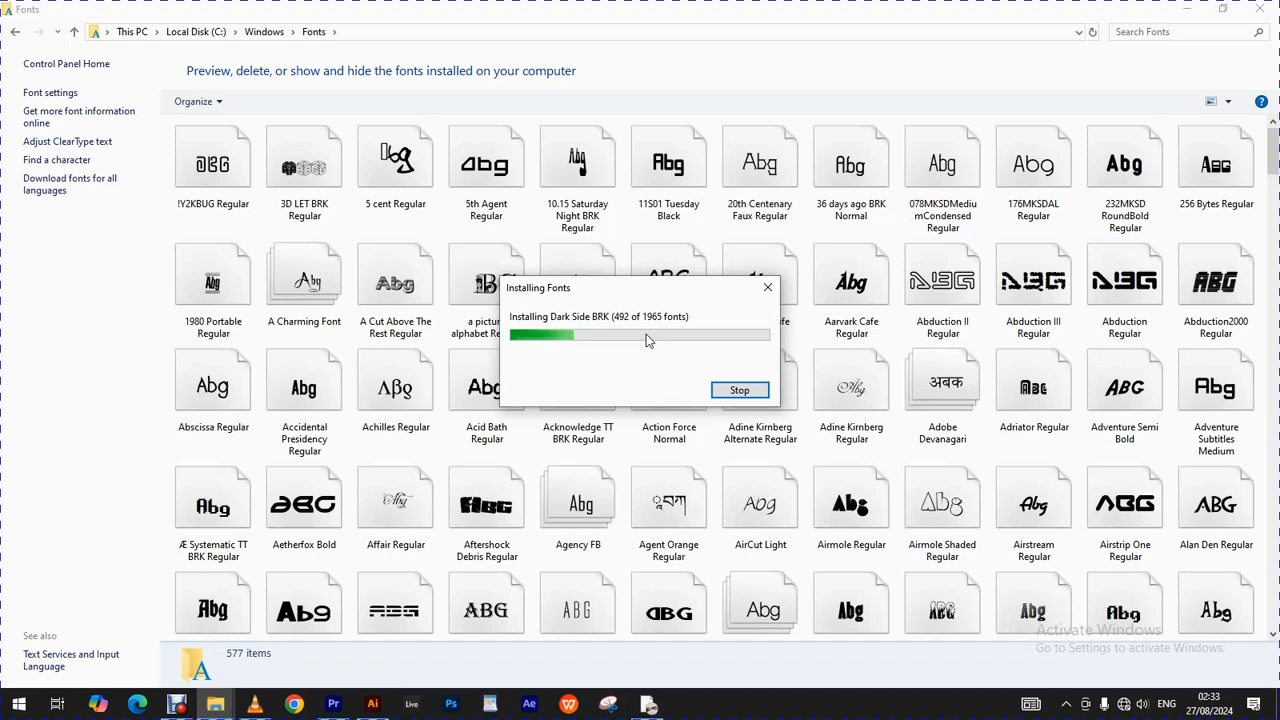 Fonts
This PC
Local Disk (C:)
Windows
Fonts
Search Fonts
Control Panel Home
Font settings
Get more font information
online
Adjust ClearType text
Find a character
Download fonts for all
languages
Preview, delete, or show and hide the fonts installed on your computer
Organize
!Y2KBUG Regular
3D LET BRK
Regular
5 cent Regular
5th Agent
Regular
10.15 Saturday
Night BRK
Regular
11S01 Tuesday
Black
20th Centenary
Faux Regular
36 days ago BRK
Normal
078MKSDMediu
mCondensed
Regular
176MKSDAL
Regular
232MKSD
RoundBold
Regular
256 Bytes Regular
1980 Portable
Regular
A Charming Font
A Cut Above The
Rest Regular
a pictur
alphabet R
Aarvark Cafe
Regular
Abduction II
Regular
Abduction III
Regular
Abduction
Regular
Abduction2000
Regular
Installing Fonts
Installing Dark Side BRK (492 of 1965 fonts)
Stop
Abscissa Regular
Accidental
Presidency
Regular
Achilles Regular
Acid Bath
Regular
Acknowledge TT
BRK Regular
Action Force
Normal
Adine Kirnberg
Alternate Regular
Adine Kirnberg
Regular
Adobe
Devanagari
Adriator Regular
Adventure Semi
Bold
Adventure
Subtitles
Medium
Æ Systematic TT
BRK Regular
Aetherfox Bold
Affair Regular
Aftershock
Debris Regular
Agency FB
Agent Orange
Regular
AirCut Light
Airmole Regular
Airmole Shaded
Regular
Airstream
Regular
Airstrip One
Regular
Alan Den Regular
See also
Text Services and Input
Language
577 items
Activate Windows
Go to Settings to activate Windows.
Pr
Ai
Live
Ps
Ae
ENG
02:33
27/08/2024